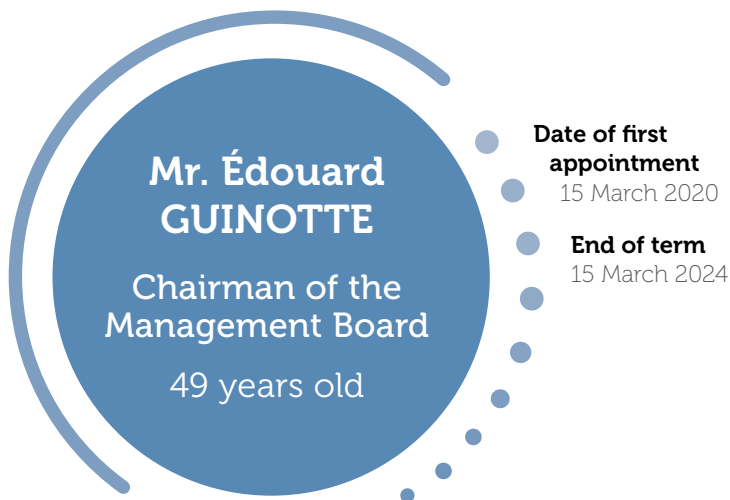 Mr. Édouard
GUINOTTE
Chairman of the
Management Board
49 years old
Date of first
appointment
15 March 2020
End of term
15 March 2024